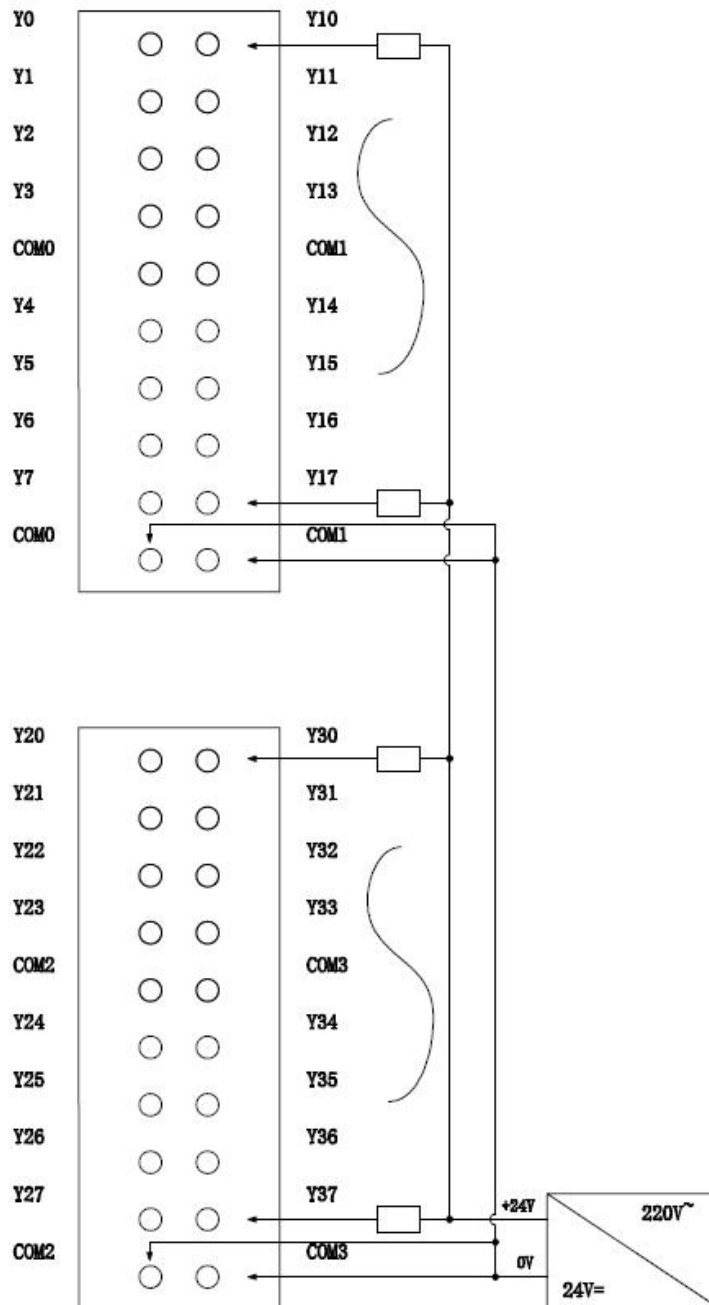 Y0 Y10
Y1 Y11
Y2 Y12
Y3 Y13
COM0 COM1
Y4 Y14
Y5 Y15
Y6 Y16
Y7 Y17
COM0 COM1
Y20 Y30
Y21 Y31
Y22 Y32
Y23 Y33
COM2 COM3
Y24 Y34
Y25 Y35
Y26 Y36
Y27 Y37
+24V 220V~
COM2 COM3
0V
24V=